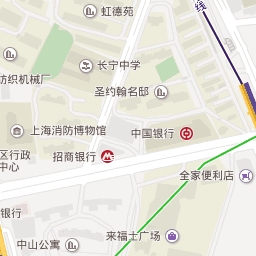 虹德苑
长宁中学
纺织机械厂
圣约翰名邸
线
上海消防博物馆
中国银行
区行政
中心
招商银行
全家便利店
银行
来福士广场
中山公寓